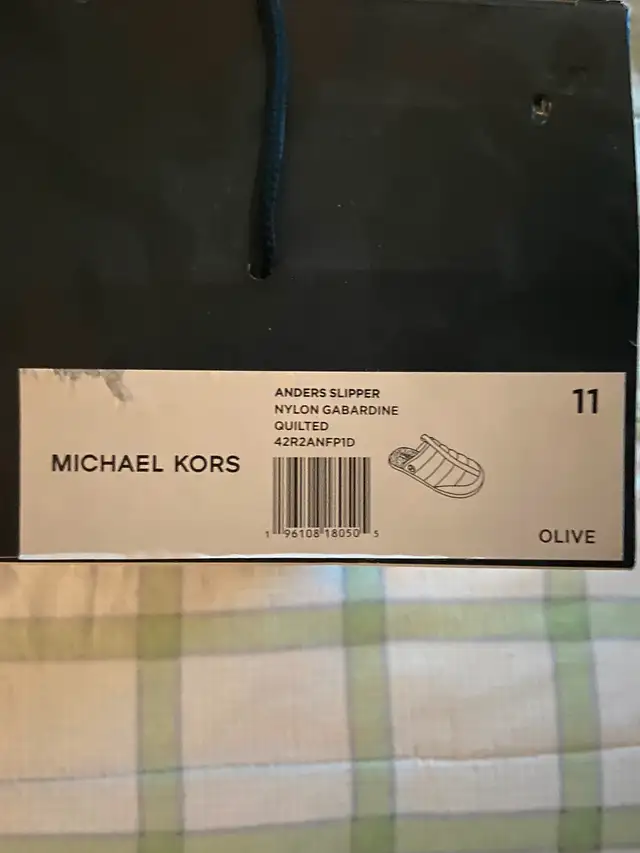 MICHAEL KORS
ANDERS SLIPPER
NYLON GABARDINE
QUILTED
42R2ANFP1D
1 96108 18050 5
11
OLIVE